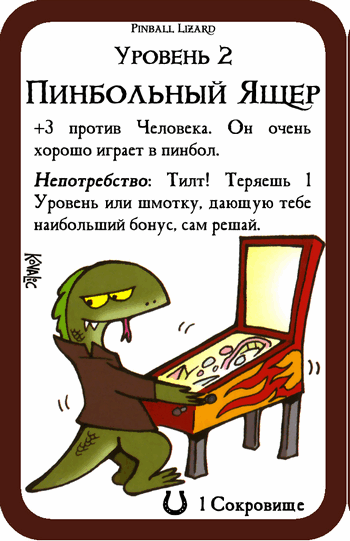 Pinball Lizard
Уровень 2
Пинбольный Ящер
+3 против Человека. Он очень
хорошо играет в пинбол.
Непотребство: Тилт! Теряешь 1
Уровень или шмотку, дающую тебе
наибольший бонус, сам решай.
Kovalic
1 Сокровище